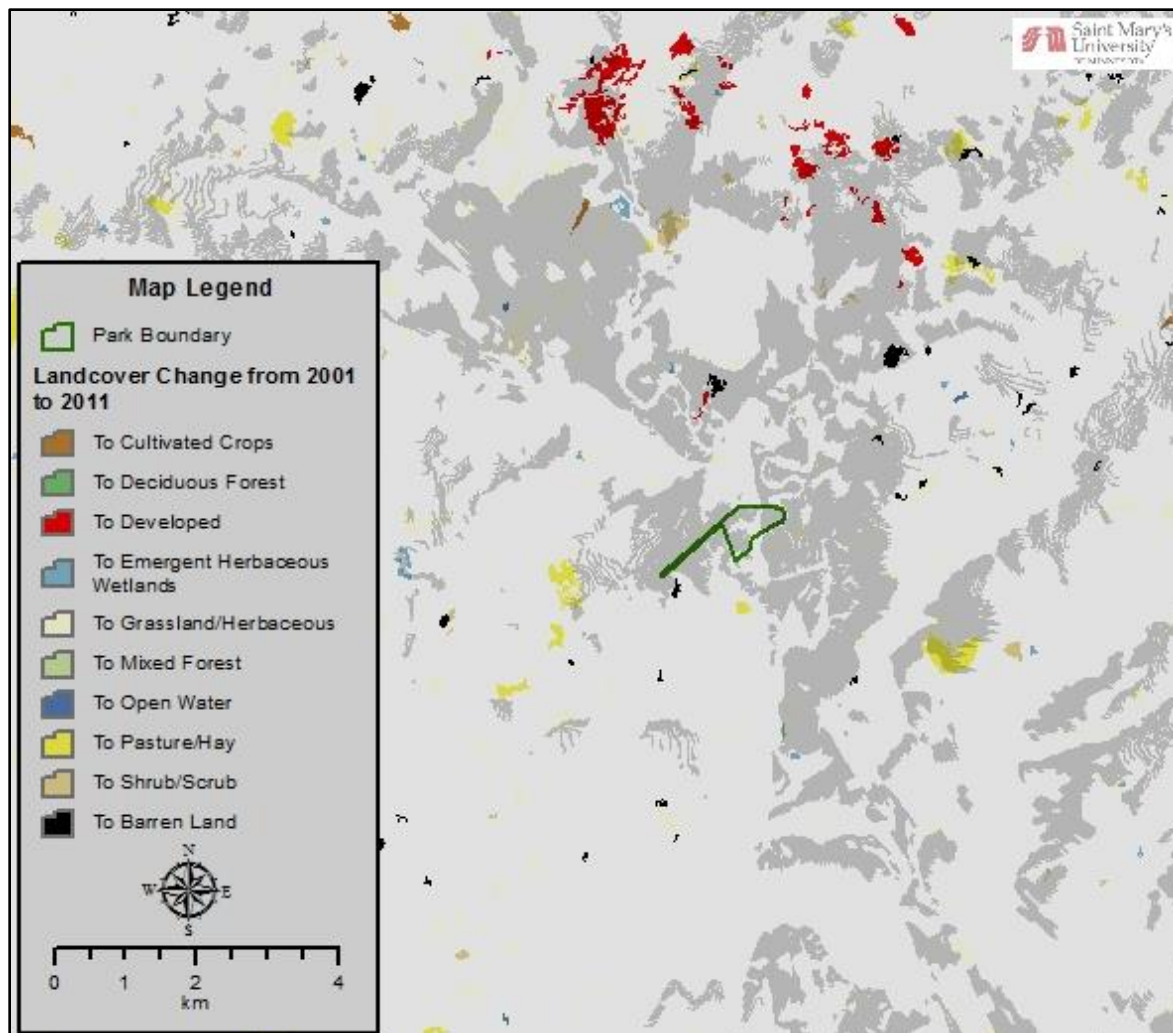 Saint Mary's
University
OF MINNESOTA
Map Legend
Park Boundary
Landcover Change from 2001
to 2011
To Cultivated Crops
To Deciduous Forest
To Developed
To Emergent Herbaceous
Wetlands
To Grassland/Herbaceous
To Mixed Forest
To Open Water
To Pasture/Hay
To Shrub/Scrub
To Barren Land
N
W E
S
0 1 2 4
km